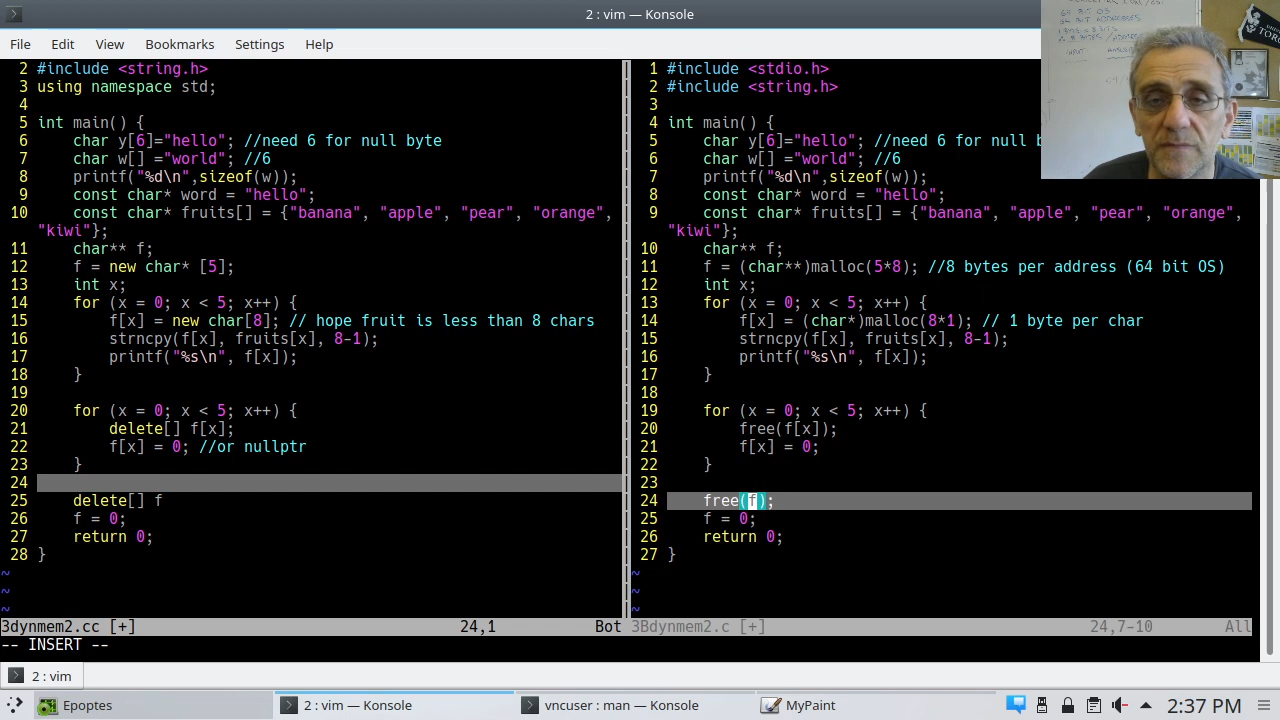 2 : vim — Konsole
File Edit View Bookmarks Settings Help
2 #include <string.h>
3 using namespace std;
4
5 int main() {
6 char y[6]="hello"; //need 6 for null byte
7 char w[] ="world"; //6
8 printf("%d\n",sizeof(w));
9 const char* word = "hello";
10 const char* fruits[] = {"banana", "apple", "pear", "orange",
"kiwi"};
11 char** f;
12 f = new char* [5];
13 int x;
14 for (x = 0; x < 5; x++) {
15 f[x] = new char[8]; // hope fruit is less than 8 chars
16 strncpy(f[x], fruits[x], 8-1);
17 printf("%s\n", f[x]);
18 }
19
20 for (x = 0; x < 5; x++) {
21 delete[] f[x];
22 f[x] = 0; //or nullptr
23 }
24
25 delete[] f
26 f = 0;
27 return 0;
28 }
~
~
~
3dynmem2.cc [+] 24,1 Bot
-- INSERT --
1 #include <stdio.h>
2 #include <string.h>
3
4 int main() {
5 char y[6]="hello"; //need 6 for null
6 char w[] ="world"; //6
7 printf("%d\n",sizeof(w));
8 const char* word = "hello";
9 const char* fruits[] = {"banana", "apple", "pear", "orange",
"kiwi"};
10 char** f;
11 f = (char**)malloc(5*8); //8 bytes per address (64 bit OS)
12 int x;
13 for (x = 0; x < 5; x++) {
14 f[x] = (char*)malloc(8*1); // 1 byte per char
15 strncpy(f[x], fruits[x], 8-1);
16 printf("%s\n", f[x]);
17 }
18
19 for (x = 0; x < 5; x++) {
20 free(f[x]);
21 f[x] = 0;
22 }
23
24 free(f);
25 f = 0;
26 return 0;
27 }
~
~
~
3Bdynmem2.c [+] 24,7-10 All
64 BIT OS
64 BIT ADDRESSES
2 : vim
Epoptes
2 : vim — Konsole
vncuser : man — Konsole
MyPaint
2:37 PM